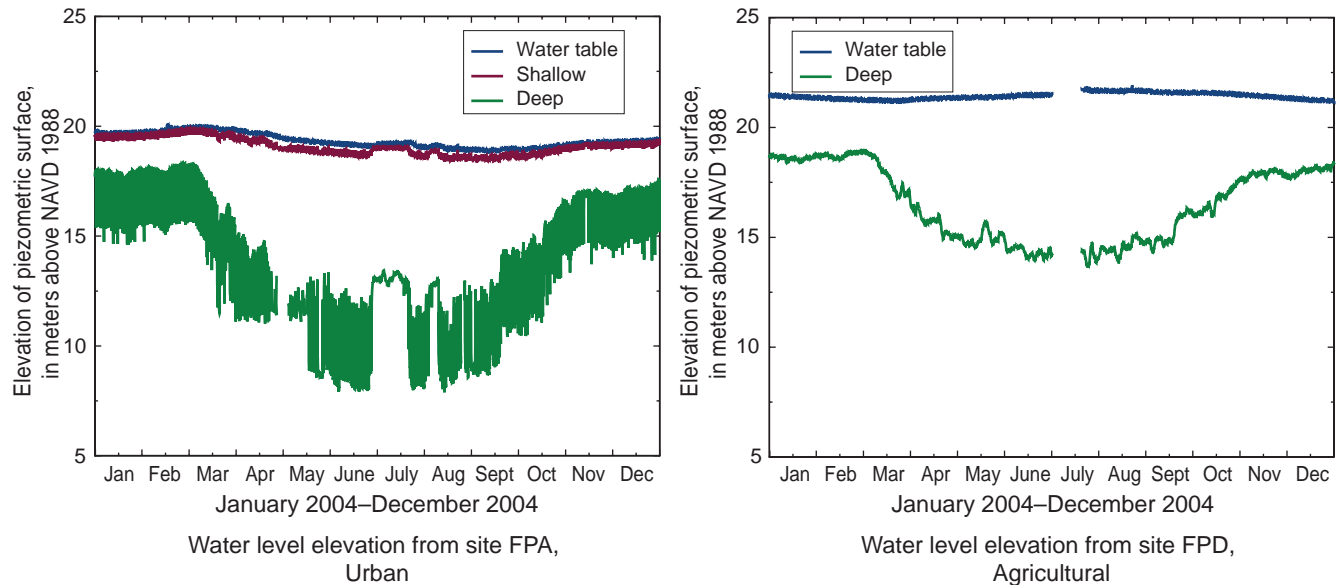 Elevation of piezometric surface,
in meters above NAVD 1988
25
20
15
10
5
Water table
Shallow
Deep
Jan Feb Mar Apr May June July Aug Sept Oct Nov Dec
January 2004–December 2004
Water level elevation from site FPA,
Urban
Elevation of piezometric surface,
in meters above NAVD 1988
25
20
15
10
5
Water table
Deep
Jan Feb Mar Apr May June July Aug Sept Oct Nov Dec
January 2004–December 2004
Water level elevation from site FPD,
Agricultural